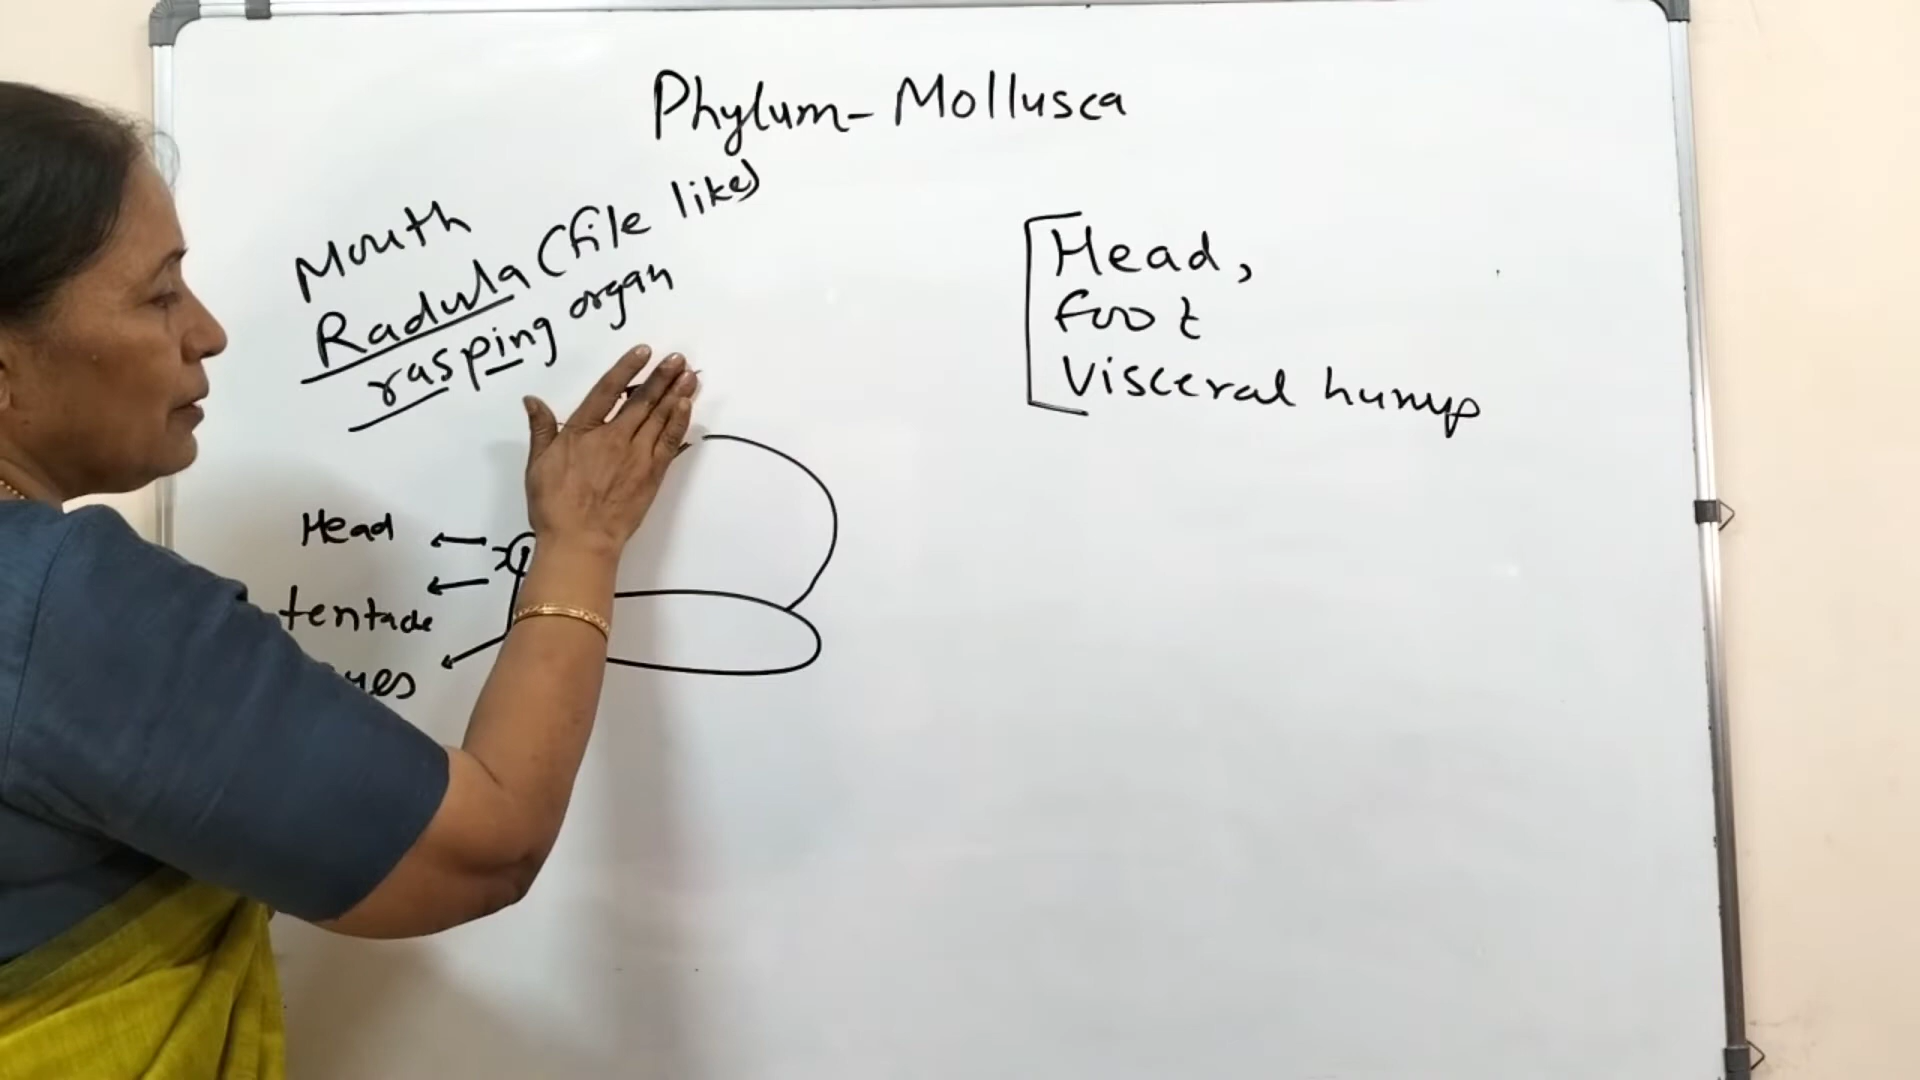 Phylum - Mollusca
Mouth
Radula (file like)
rasping organ
Head,
foot
Visceral hump
Head
tentacle